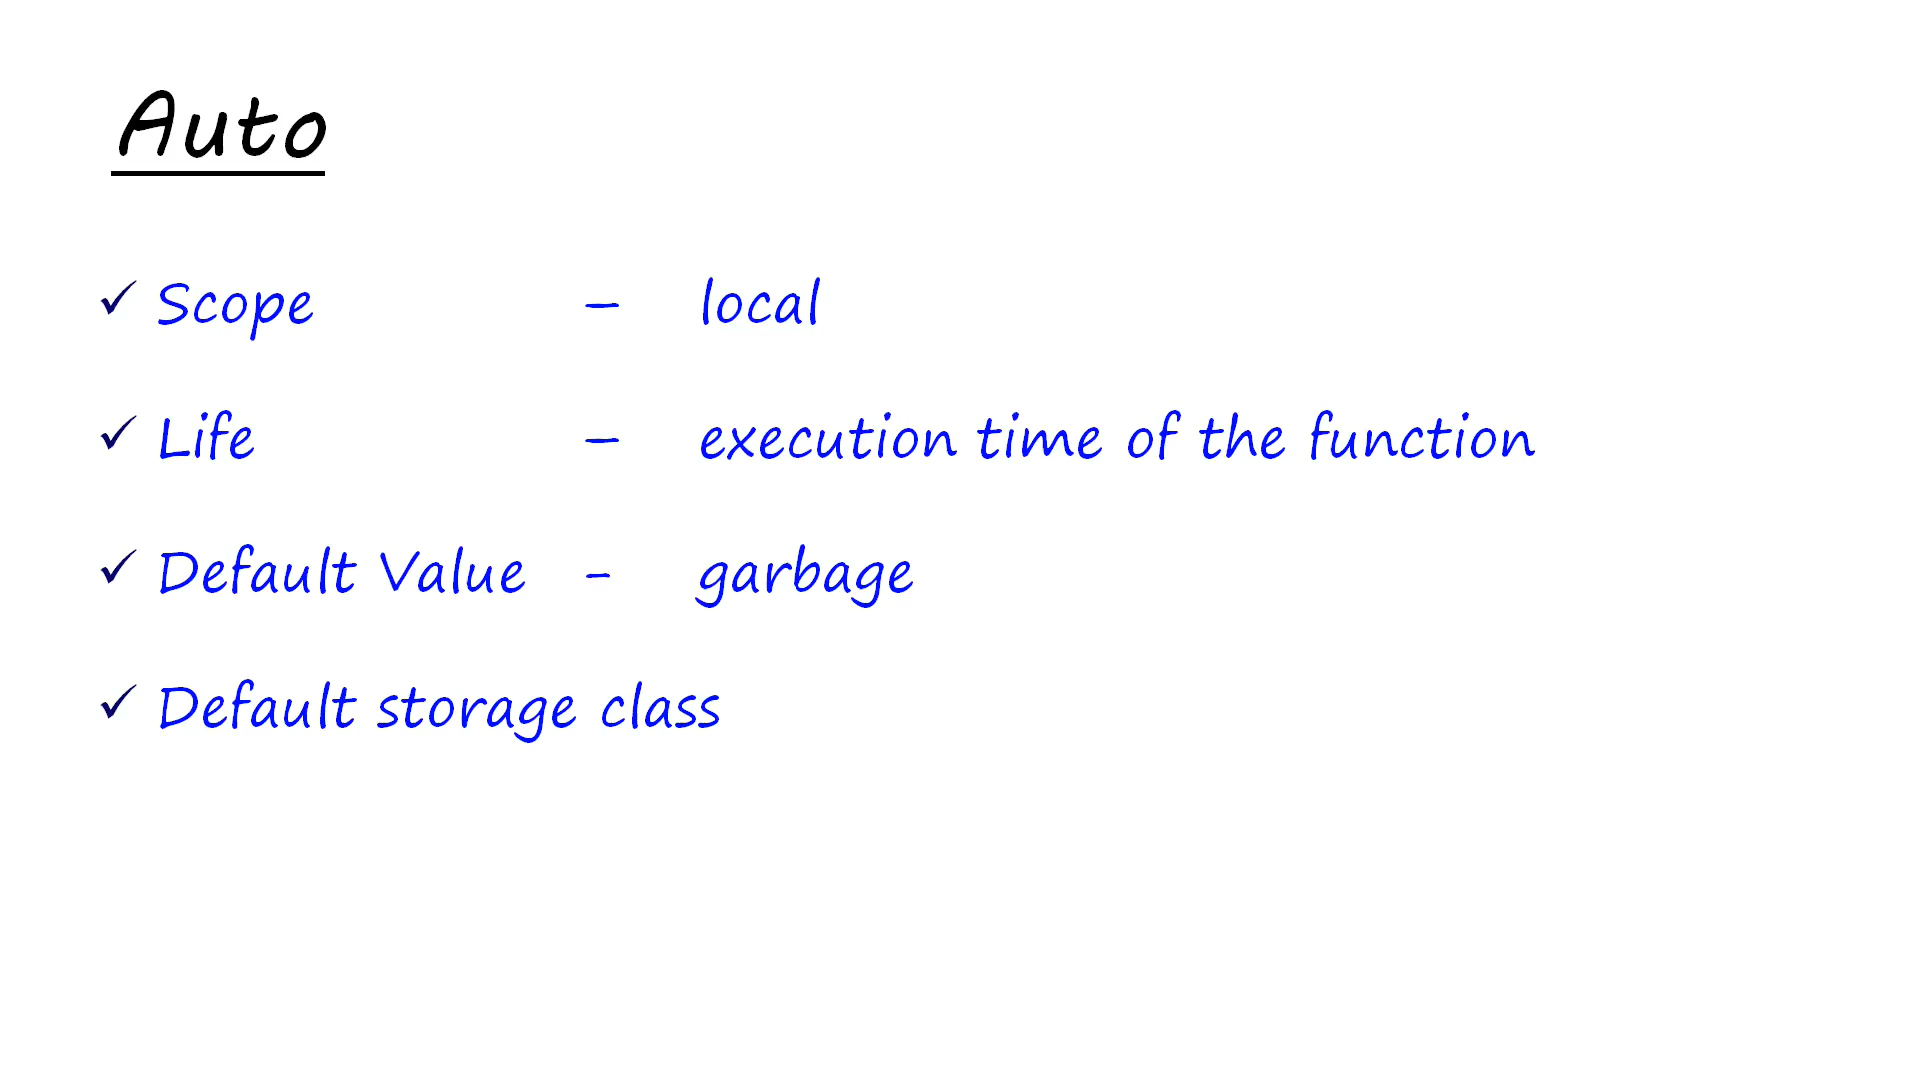 Auto
✓ Scope – local
✓ Life – execution time of the function
✓ Default Value - garbage
✓ Default storage class